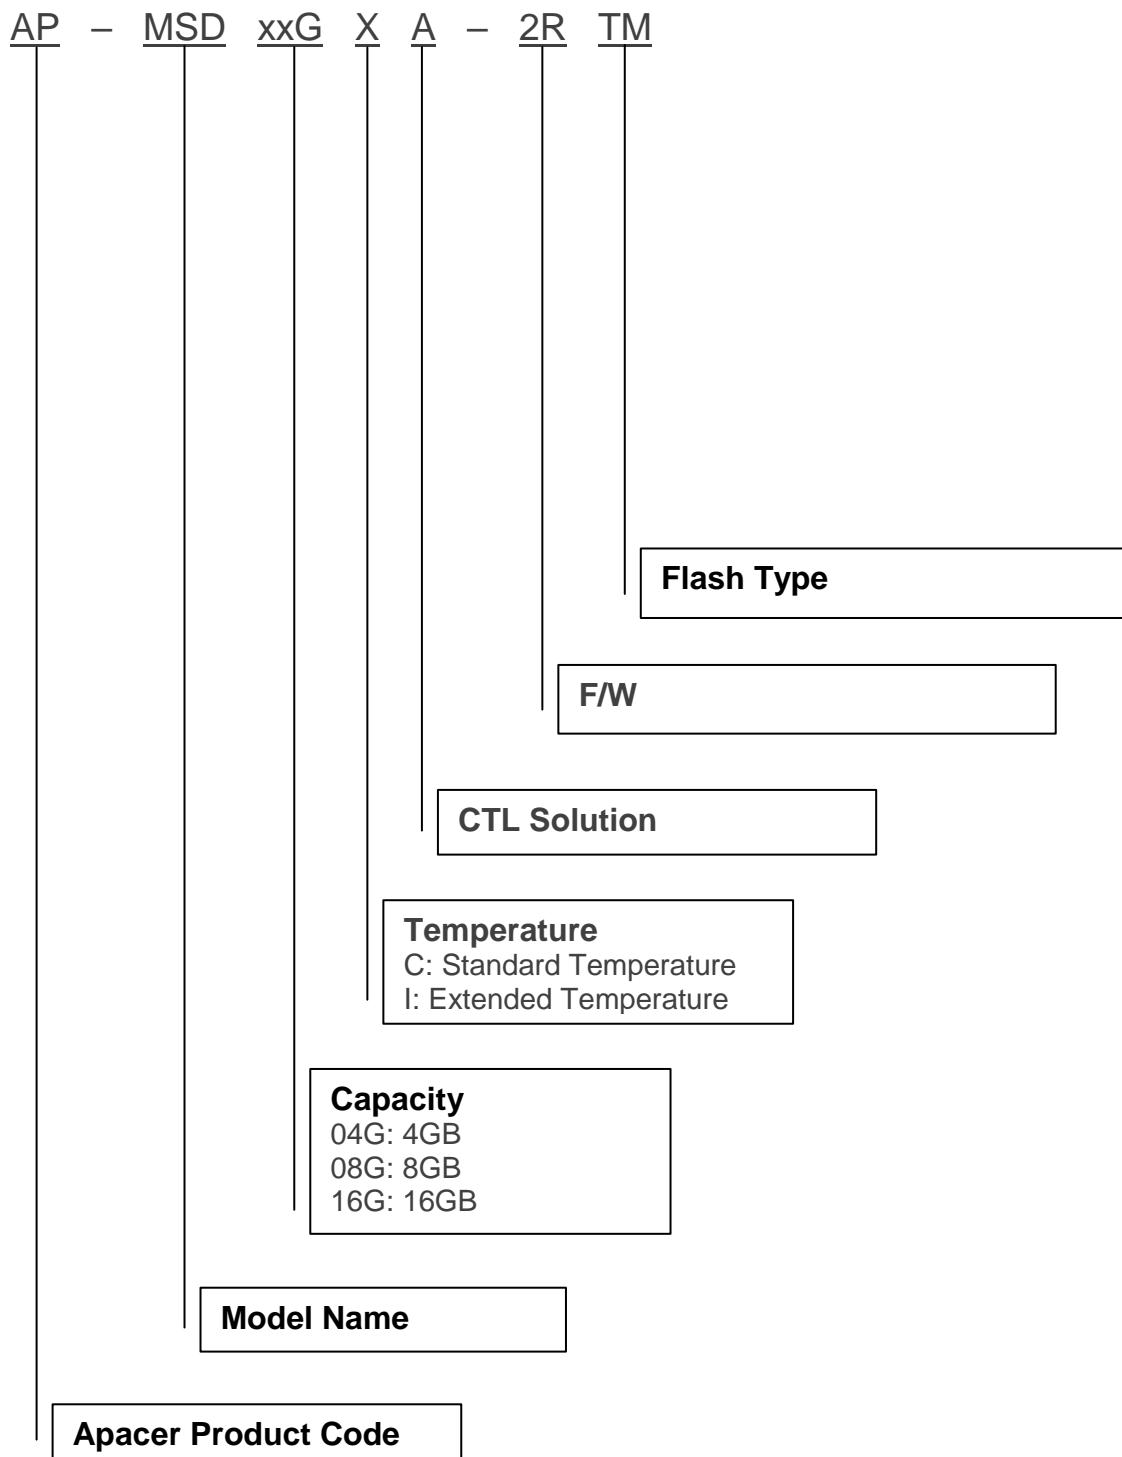 AP – MSD xxG X A – 2R TM
Flash Type
F/W
CTL Solution
Temperature
C: Standard Temperature
I: Extended Temperature
Capacity
04G: 4GB
08G: 8GB
16G: 16GB
Model Name
Apacer Product Code